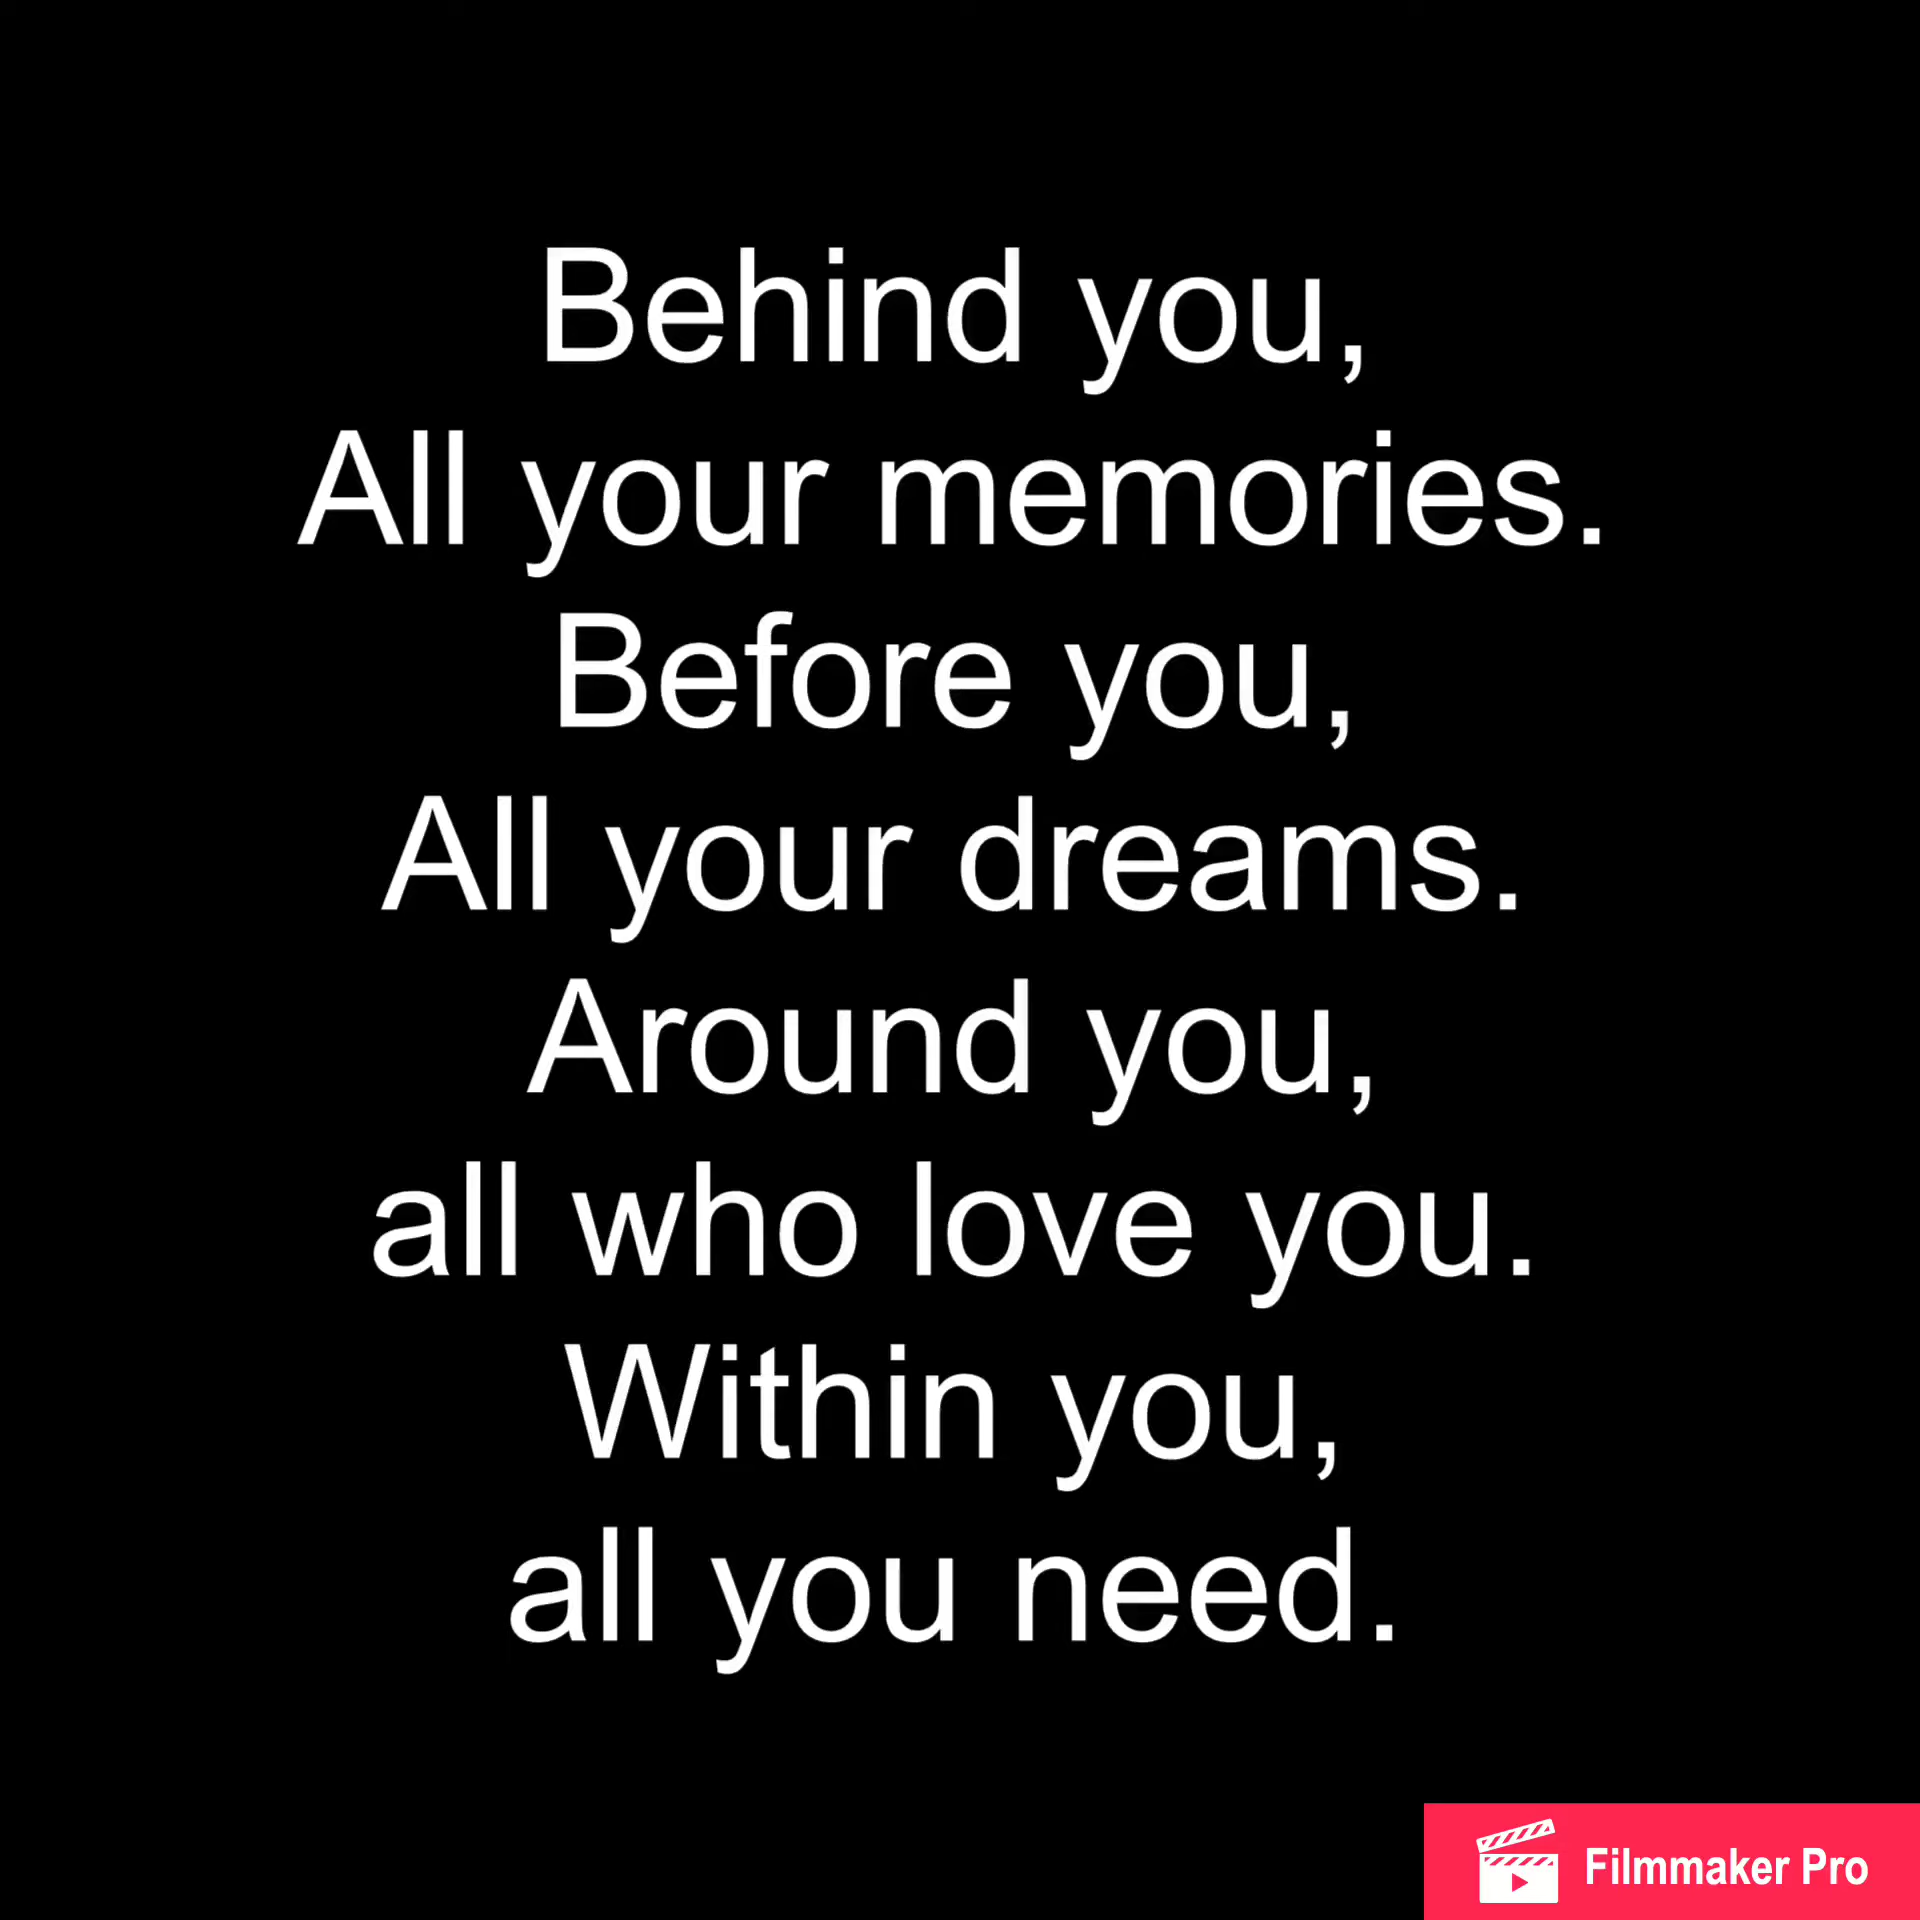 Behind you,
All your memories.
Before you,
All your dreams.
Around you,
all who love you.
Within you,
all you need.
Filmmaker Pro